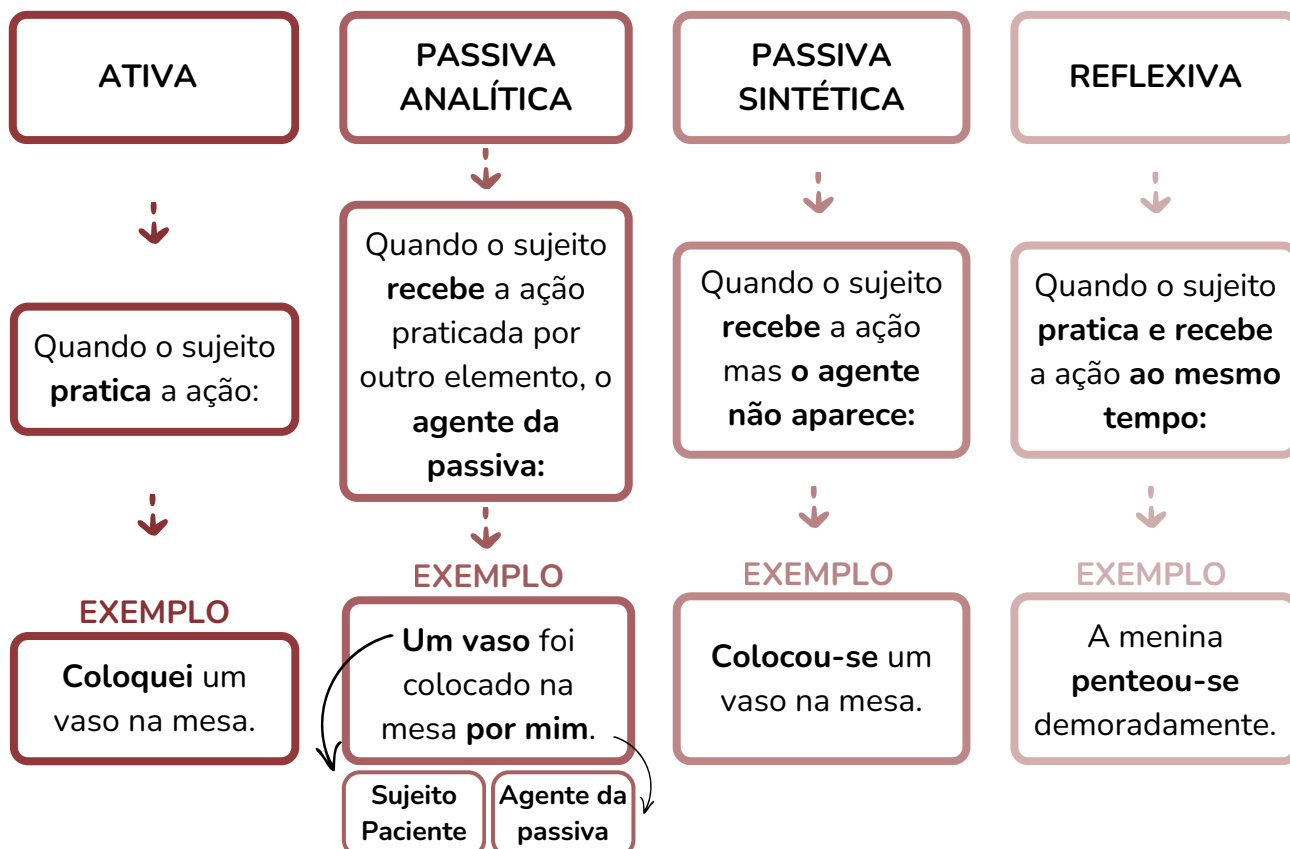 ATIVA
Quando o sujeito
pratica a ação:
EXEMPLO
Coloquei um
vaso na mesa.
PASSIVA
ANALÍTICA
Quando o sujeito
recebe a ação
praticada por
outro elemento, o
agente da
passiva:
EXEMPLO
Um vaso foi
colocado na
mesa por mim.
Sujeito
Paciente
Agente da
passiva
PASSIVA
SINTÉTICA
Quando o sujeito
recebe a ação
mas o agente
não aparece:
EXEMPLO
Colocou-se um
vaso na mesa.
REFLEXIVA
Quando o sujeito
pratica e recebe
a ação ao mesmo
tempo:
EXEMPLO
A menina
penteou-se
demoradamente.